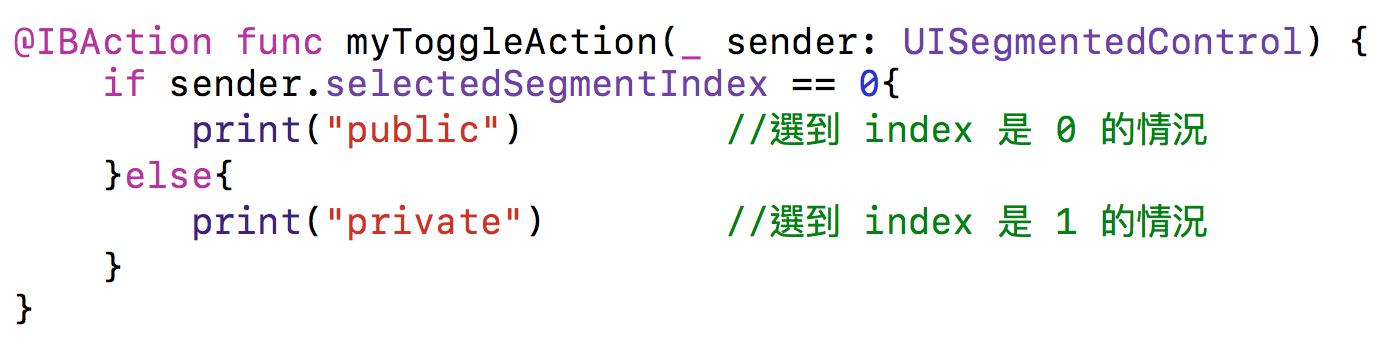 @IBAction func myToggleAction(_ sender: UISegmentedControl) {
    if sender.selectedSegmentIndex == 0{
        print("public")         //選到 index 是 0 的情況
    }else{
        print("private")        //選到 index 是 1 的情況
    }
}